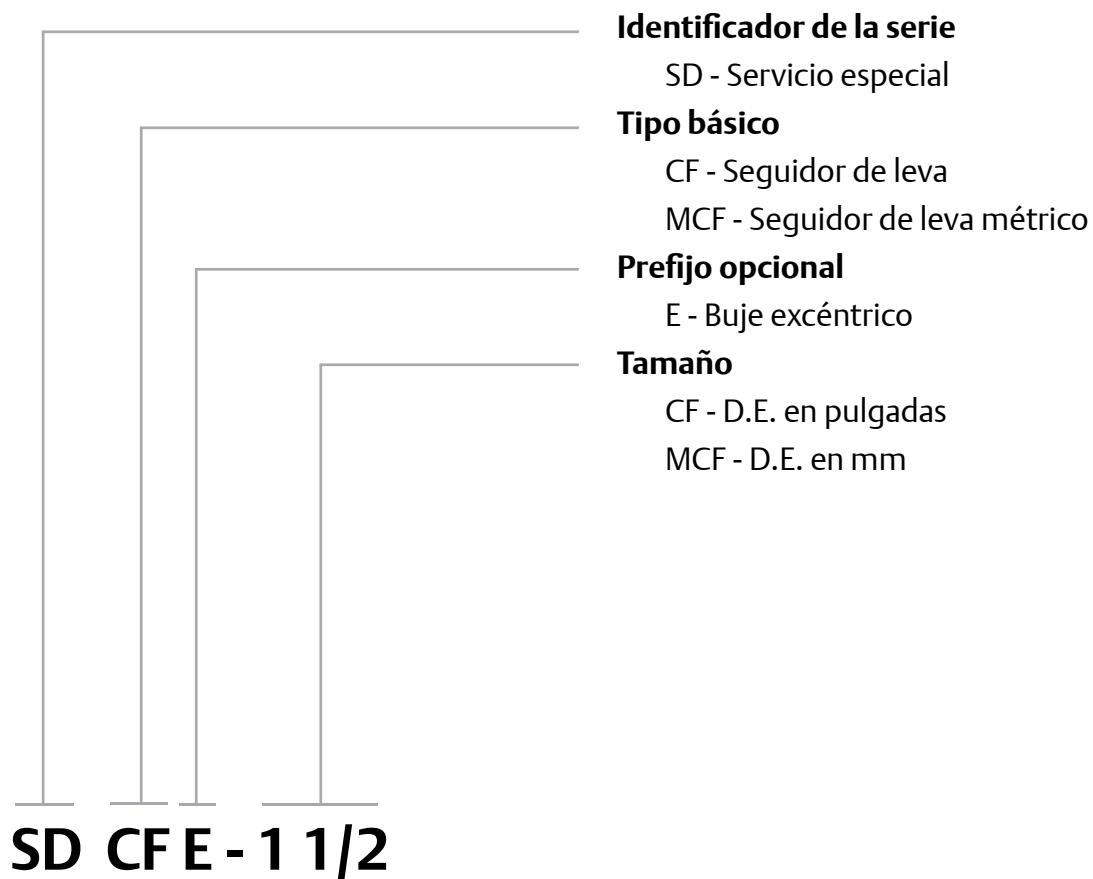 Identificador de la serie
SD - Servicio especial
Tipo básico
CF - Seguidor de leva
MCF - Seguidor de leva métrico
Prefijo opcional
E - Buje excéntrico
Tamaño
CF - D.E. en pulgadas
MCF - D.E. en mm
SD CF E - 1 1/2